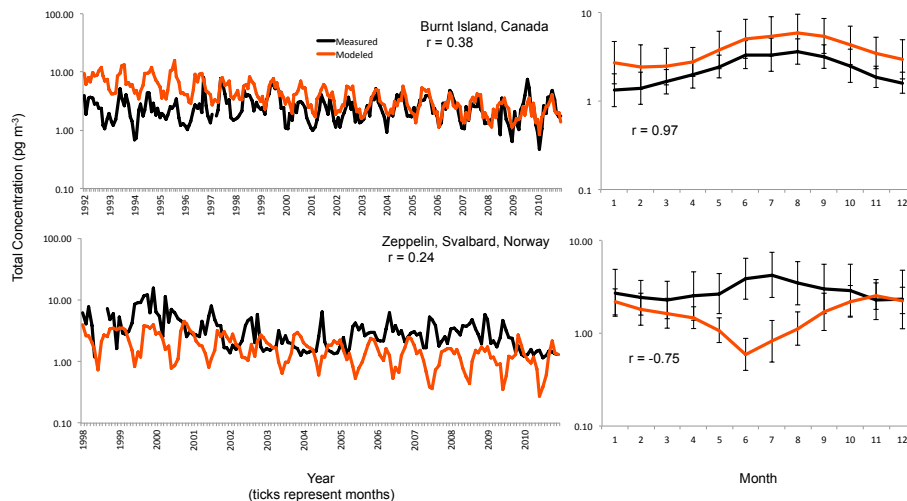 Total Concentration (pg m⁻³)
100.00
10.00
1.00
0.10
Measured
Modeled
Burnt Island, Canada
r = 0.38
1992 1993 1994 1995 1996 1997 1998 1999 2000 2001 2002 2003 2004 2005 2006 2007 2008 2009 2010
10
1
0
r = 0.97
1 2 3 4 5 6 7 8 9 10 11 12
100.00
10.00
1.00
0.10
Zeppelin, Svalbard, Norway
r = 0.24
1998 1999 2000 2001 2002 2003 2004 2005 2006 2007 2008 2009 2010
10.00
1.00
0.10
r = -0.75
1 2 3 4 5 6 7 8 9 10 11 12
Year
(ticks represent months)
Month